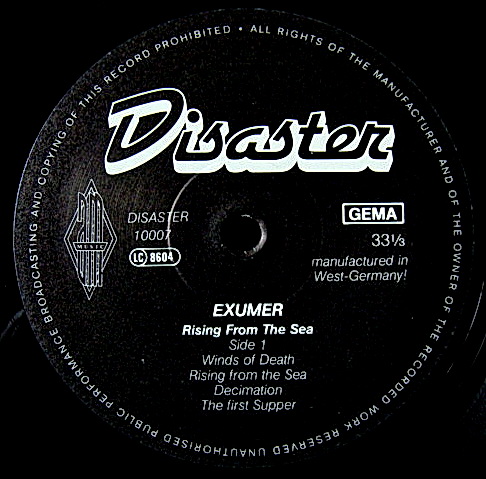 ALL RIGHTS OF THE MANUFACTURER AND OF THE OWNER OF THE RECORDED WORK RESERVED UNAUTHORISED PUBLIC PERFORMANCE BROADCASTING AND COPYING OF THIS RECORD PROHIBITED •
Disaster
DISASTER
10007
LC 8604
MUSIC
GEMA
33⅓
manufactured in
West-Germany!
EXUMER
Rising From The Sea
Side 1
Winds of Death
Rising from the Sea
Decimation
The first Supper